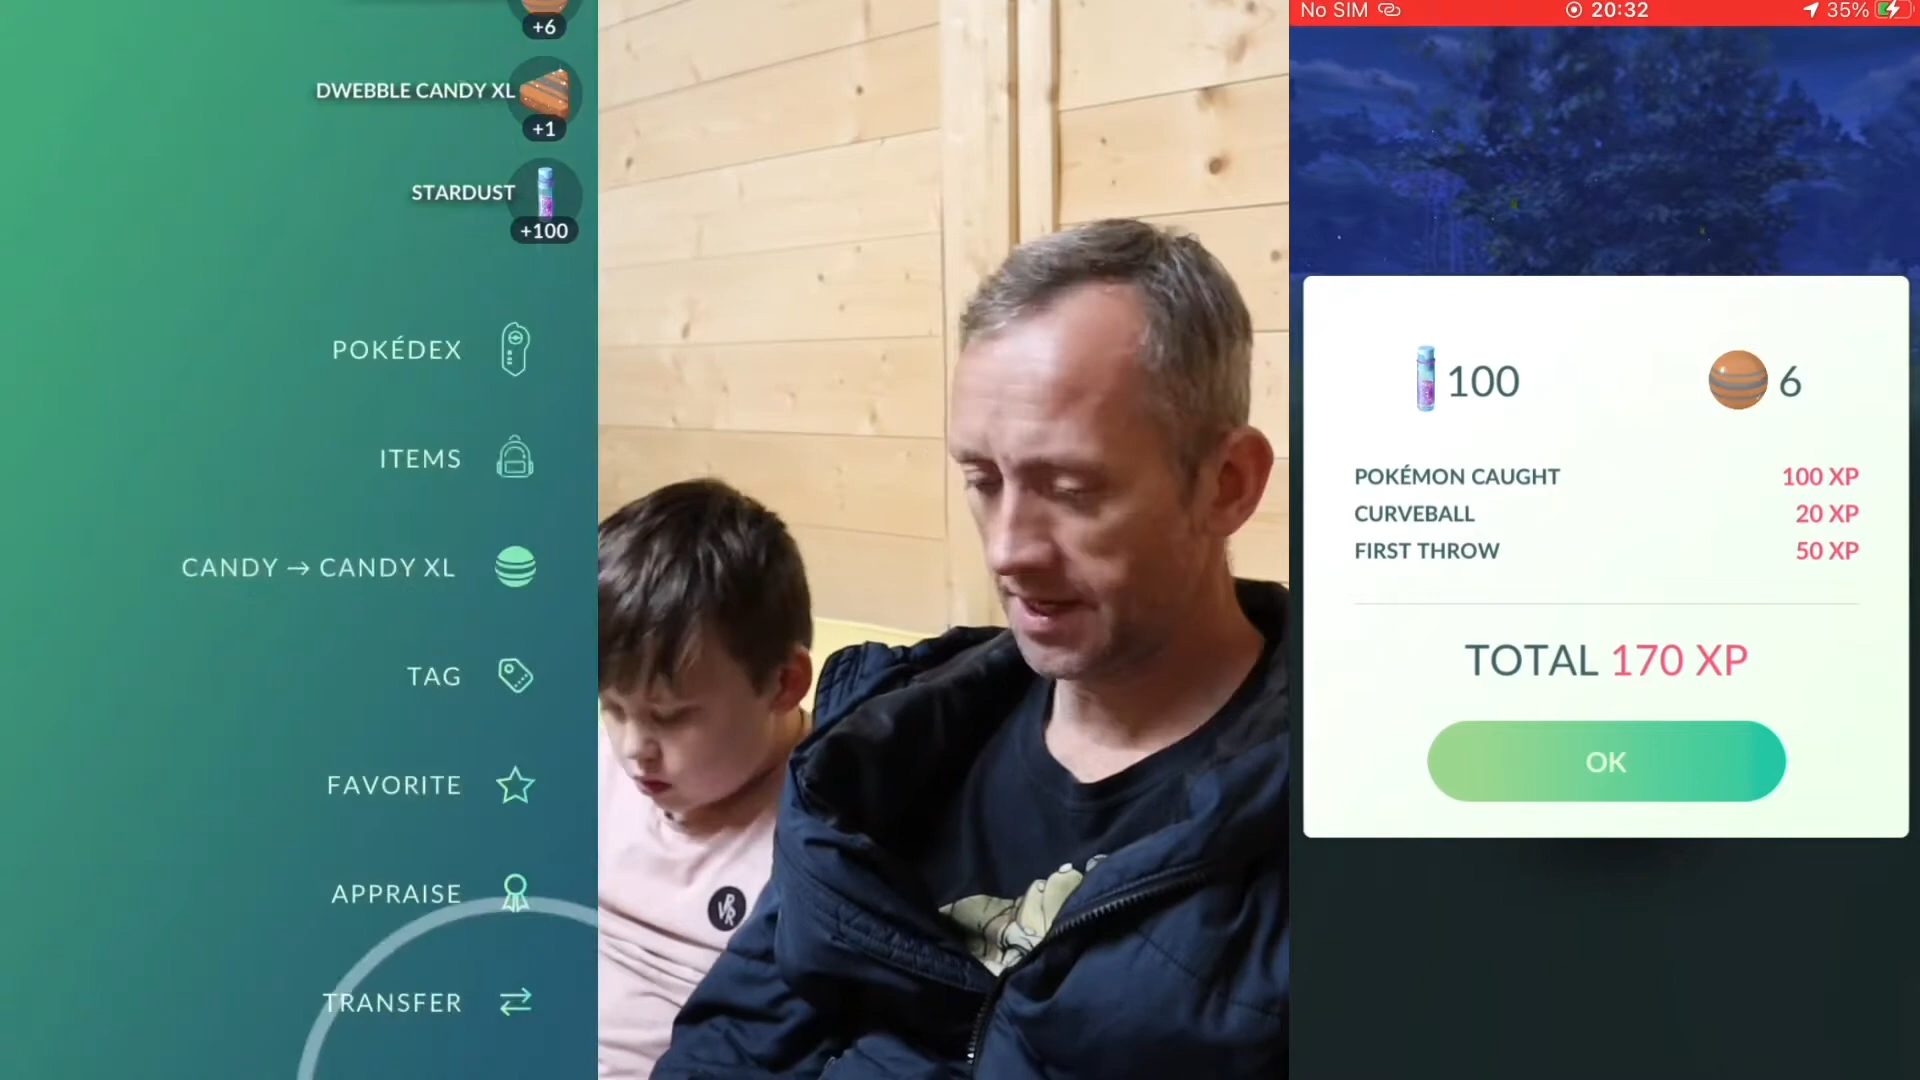 +6
DWEBBLE CANDY XL
+1
STARDUST
+100
POKÉDEX
ITEMS
CANDY → CANDY XL
TAG
FAVORITE
APPRAISE
TRANSFER
VRR
No SIM 20:32 35%
100 6
POKÉMON CAUGHT 100 XP
CURVEBALL 20 XP
FIRST THROW 50 XP
TOTAL 170 XP
OK